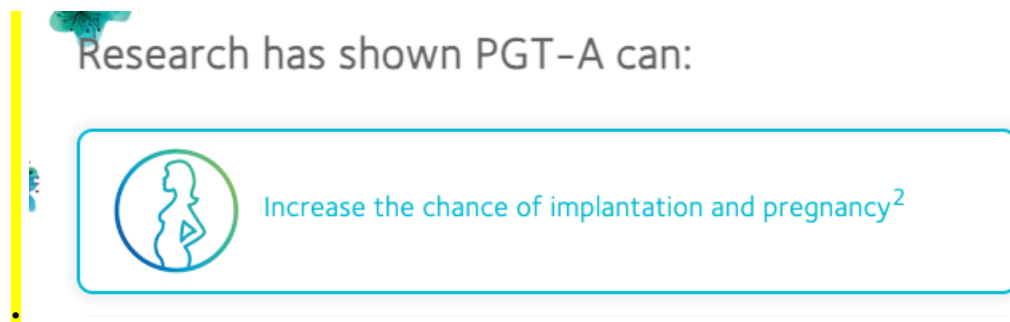 Research has shown PGT-A can:
Increase the chance of implantation and pregnancy²